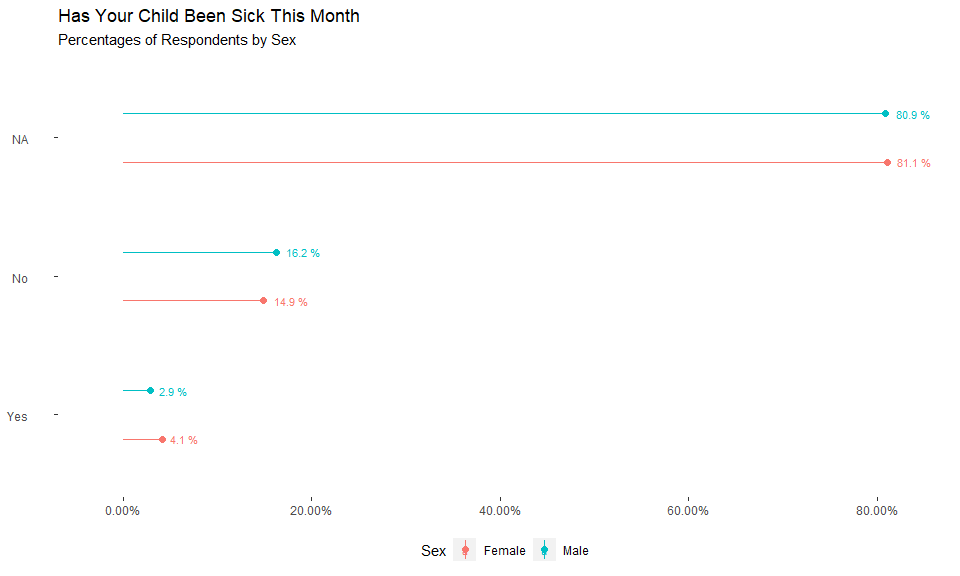 Has Your Child Been Sick This Month
Percentages of Respondents by Sex
80.9 %
NA
81.1 %
16.2 %
No
14.9 %
2.9 %
Yes
4.1 %
0.00% 20.00% 40.00% 60.00% 80.00%
Sex Female Male